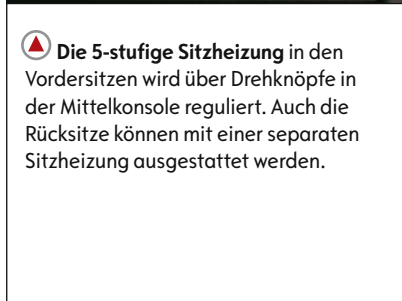 Die 5-stufige Sitzheizung in den
Vordersitzen wird über Drehknöpfe in
der Mittelkonsole reguliert. Auch die
Rücksitze können mit einer separaten
Sitzheizung ausgestattet werden.